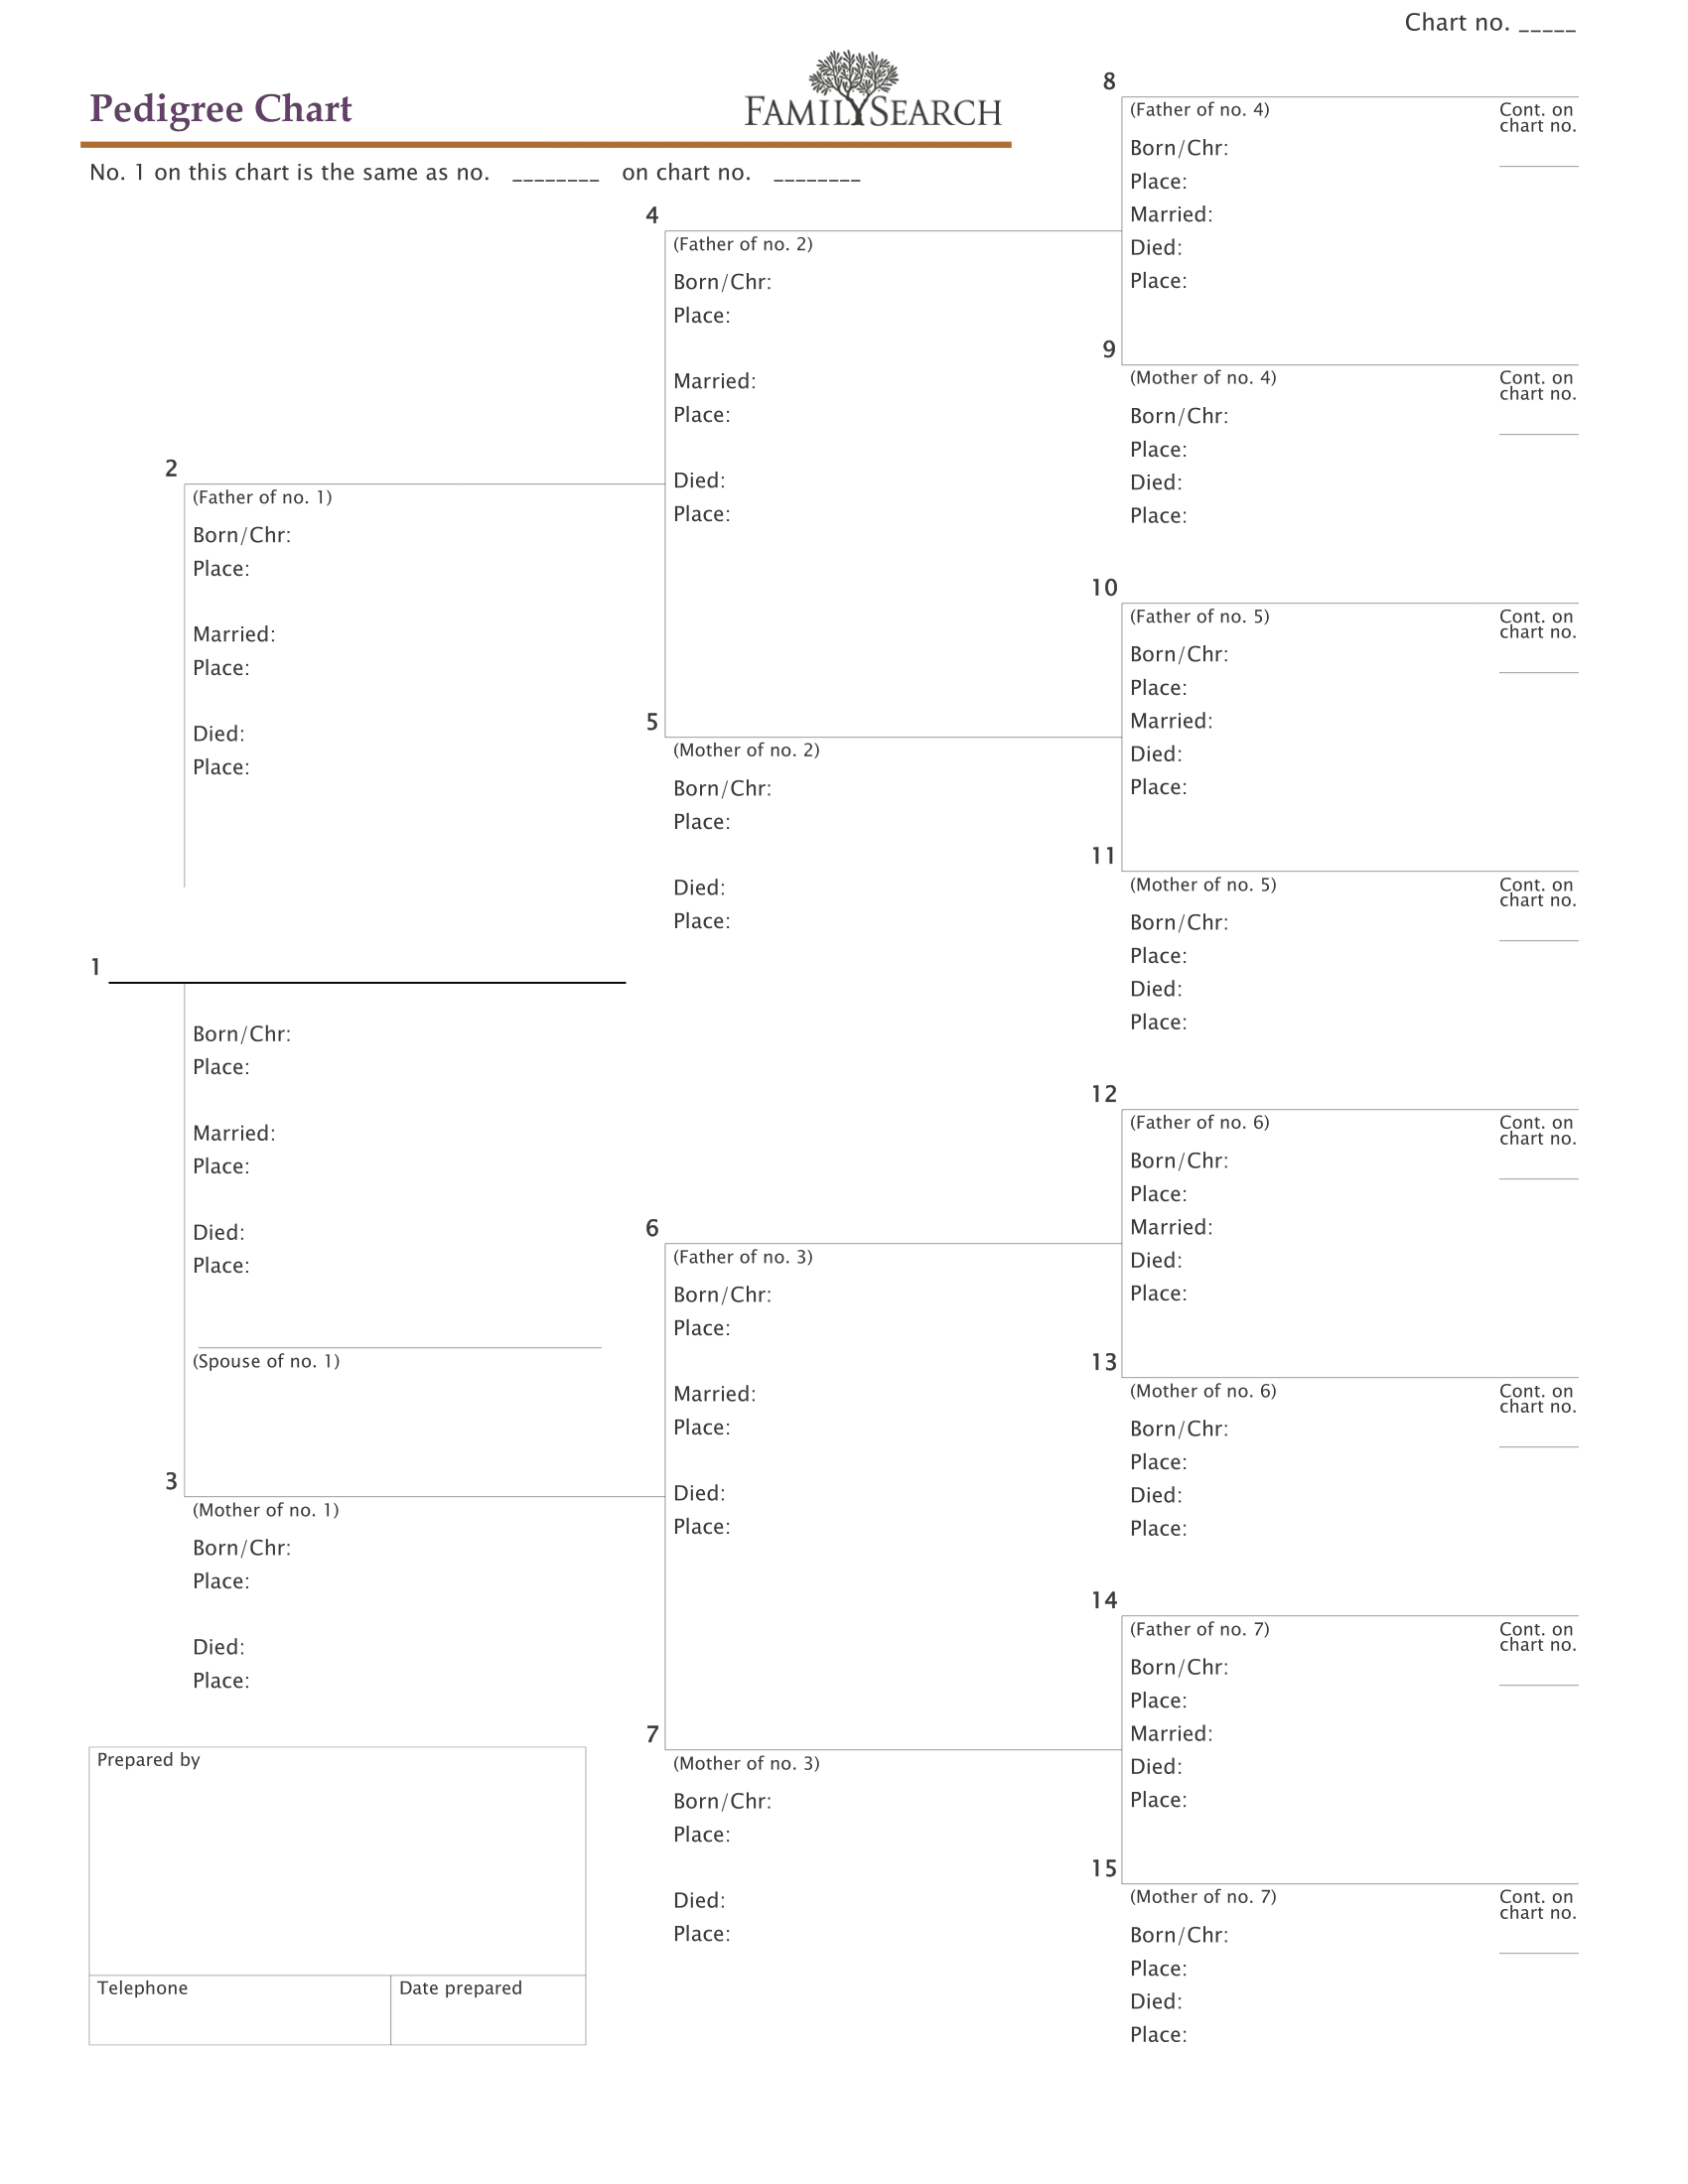 Chart no. _____
Pedigree Chart
FAMILYSEARCH
No. 1 on this chart is the same as no. ________ on chart no. ________
8
(Father of no. 4)
Cont. on
chart no.
Born/Chr:
Place:
Married:
Died:
Place:
4
(Father of no. 2)
Born/Chr:
Place:
Married:
Place:
Died:
Place:
9
(Mother of no. 4)
Cont. on
chart no.
Born/Chr:
Place:
Died:
Place:
2
(Father of no. 1)
Born/Chr:
Place:
Married:
Place:
Died:
Place:
10
(Father of no. 5)
Cont. on
chart no.
Born/Chr:
Place:
Married:
Died:
Place:
5
(Mother of no. 2)
Born/Chr:
Place:
Died:
Place:
11
(Mother of no. 5)
Cont. on
chart no.
Born/Chr:
Place:
Died:
Place:
1
Born/Chr:
Place:
Married:
Place:
Died:
Place:
(Spouse of no. 1)
12
(Father of no. 6)
Cont. on
chart no.
Born/Chr:
Place:
Married:
Died:
Place:
6
(Father of no. 3)
Born/Chr:
Place:
Married:
Place:
Died:
Place:
13
(Mother of no. 6)
Cont. on
chart no.
Born/Chr:
Place:
Died:
Place:
3
(Mother of no. 1)
Born/Chr:
Place:
Died:
Place:
14
(Father of no. 7)
Cont. on
chart no.
Born/Chr:
Place:
Married:
Died:
Place:
7
(Mother of no. 3)
Born/Chr:
Place:
Died:
Place:
15
(Mother of no. 7)
Cont. on
chart no.
Born/Chr:
Place:
Died:
Place:
Prepared by
Telephone
Date prepared